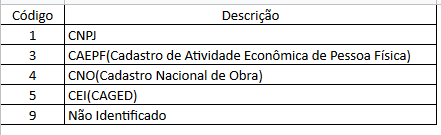 Código Descrição
1 CNPJ
3 CAEPF(Cadastro de Atividade Econômica de Pessoa Física)
4 CNO(Cadastro Nacional de Obra)
5 CEI(CAGED)
9 Não Identificado